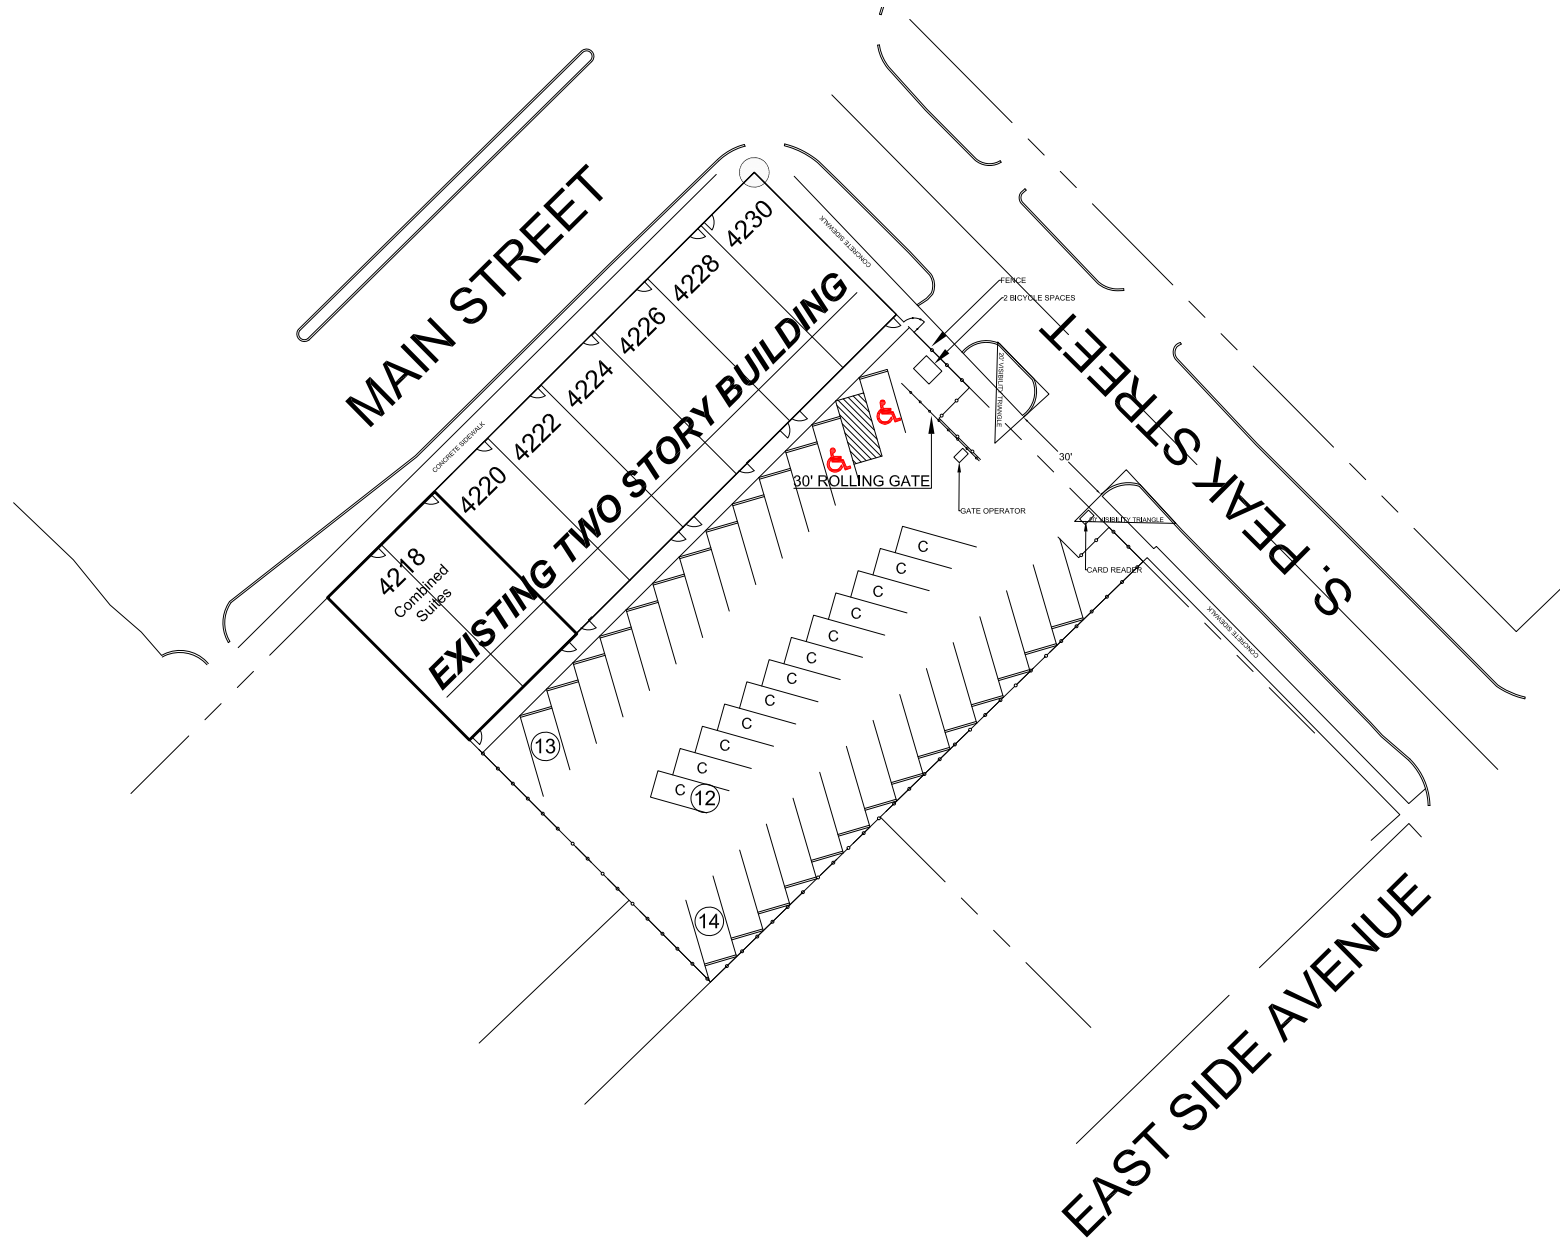 MAIN STREET
CONCRETE SIDEWALK
CONCRETE SIDEWALK
4230
4228
4226
4224
4222
4220
4218
Combined
Suites
EXISTING TWO STORY BUILDING
FENCE
2 BICYCLE SPACES
20' VISIBILITY TRIANGLE
S. PEAK STREET
30'
30' ROLLING GATE
GATE OPERATOR
VISIBILITY TRIANGLE
CARD READER
CONCRETE SIDEWALK
C
C
C
C
C
C
C
C
C
C
C
C
13
12
14
EAST SIDE AVENUE